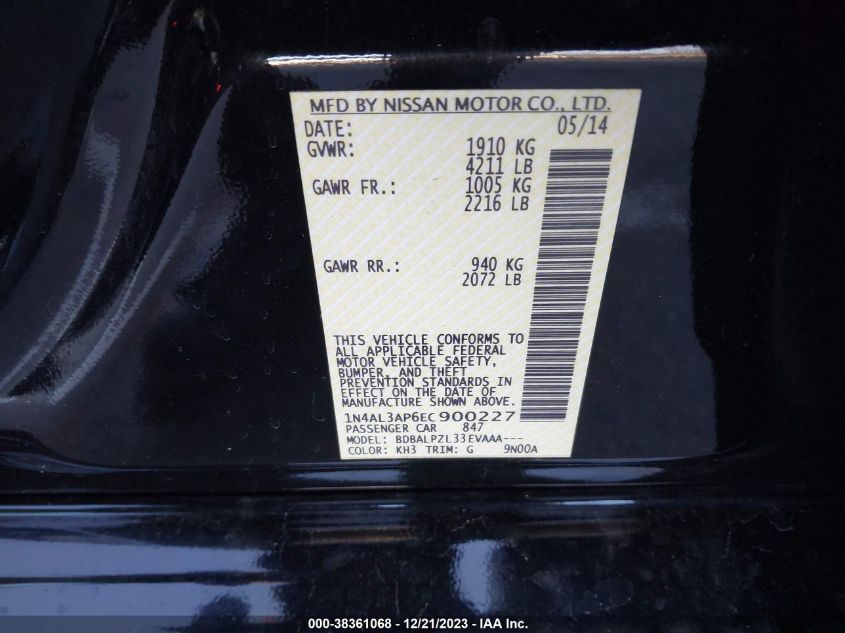 MFD BY NISSAN MOTOR CO., LTD.
DATE: 05/14
GVWR: 1910 KG
4211 LB
GAWR FR.: 1005 KG
2216 LB
GAWR RR.: 940 KG
2072 LB
THIS VEHICLE CONFORMS TO
ALL APPLICABLE FEDERAL
MOTOR VEHICLE SAFETY,
BUMPER, AND THEFT
PREVENTION STANDARDS IN
EFFECT ON THE DATE OF
MANUFACTURE SHOWN ABOVE.
1N4AL3AP6EC900227
PASSENGER CAR 847
MODEL: BDBALPZL33EVAAA---
COLOR: KH3 TRIM: G 9N00A
000-38361068 - 12/21/2023 - IAA Inc.